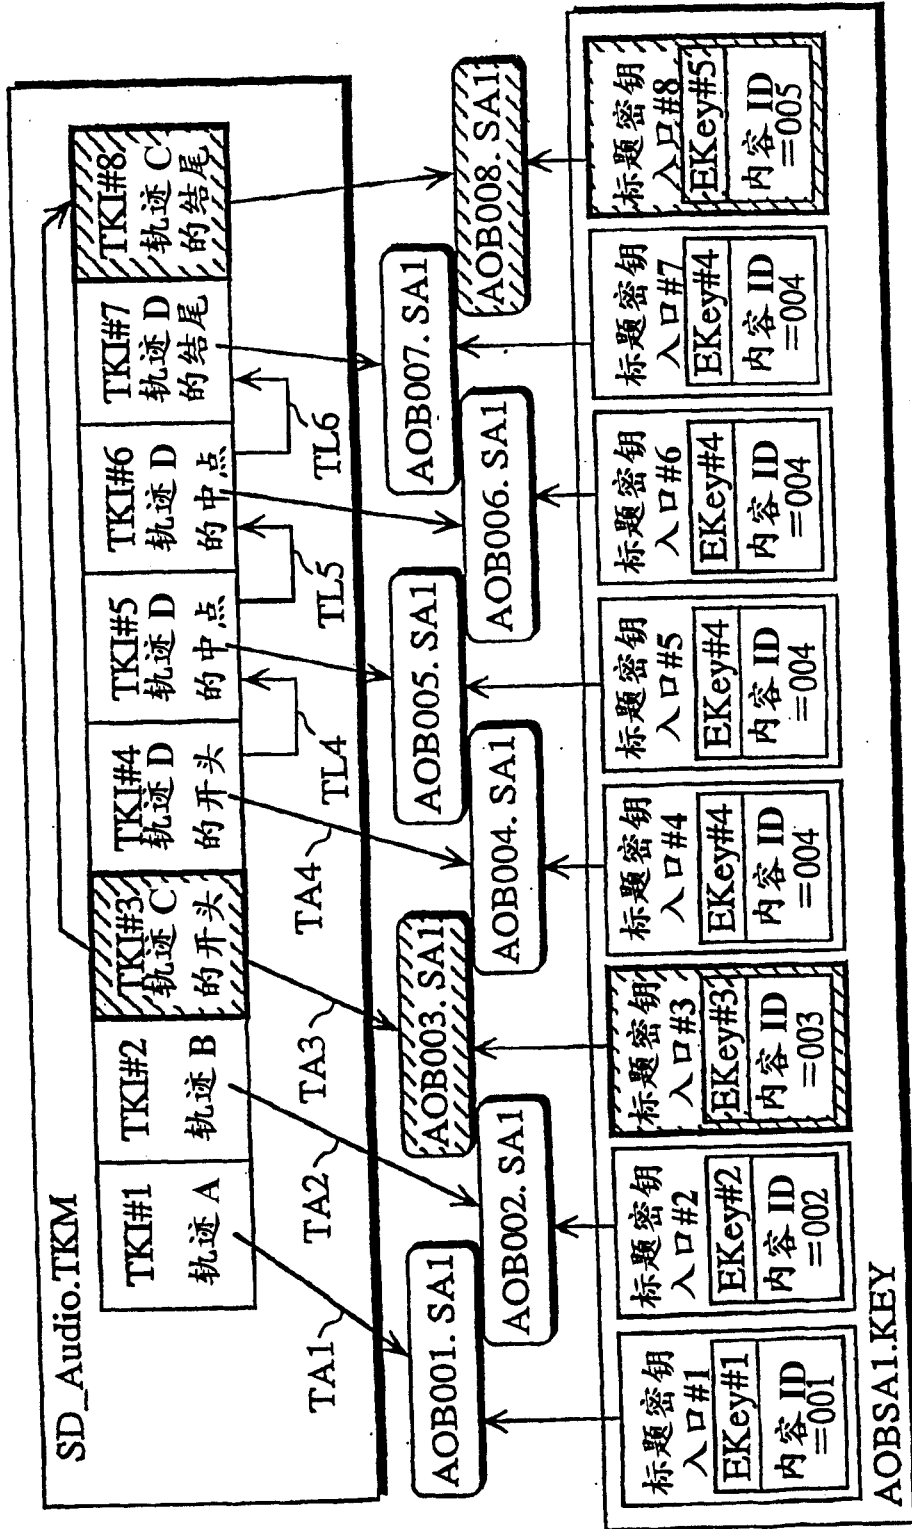 SD_Audio.TKM
TKI#1
轨迹 A
TKI#2
轨迹 B
TKI#3
轨迹 C
的开头
TKI#4
轨迹 D
的开头
TKI#5
轨迹 D
的中点
TKI#6
轨迹 D
的中点
TKI#7
轨迹 D
的结尾
TKI#8
轨迹 C
的结尾
TA1
TA2
TA3
TA4
TL4
TL5
TL6
AOB001. SA1
AOB002. SA1
AOB003. SA1
AOB004. SA1
AOB005. SA1
AOB006. SA1
AOB007. SA1
AOB008. SA1
标题密钥
入口#1
EKey#1
内容 ID
=001
标题密钥
入口#2
EKey#2
内容 ID
=002
标题密钥
入口#3
EKey#3
内容 ID
=003
标题密钥
入口#4
EKey#4
内容 ID
=004
标题密钥
入口#5
EKey#4
内容 ID
=004
标题密钥
入口#6
EKey#4
内容 ID
=004
标题密钥
入口#7
EKey#4
内容 ID
=004
标题密钥
入口#8
EKey#5
内容 ID
=005
AOBSA1.KEY